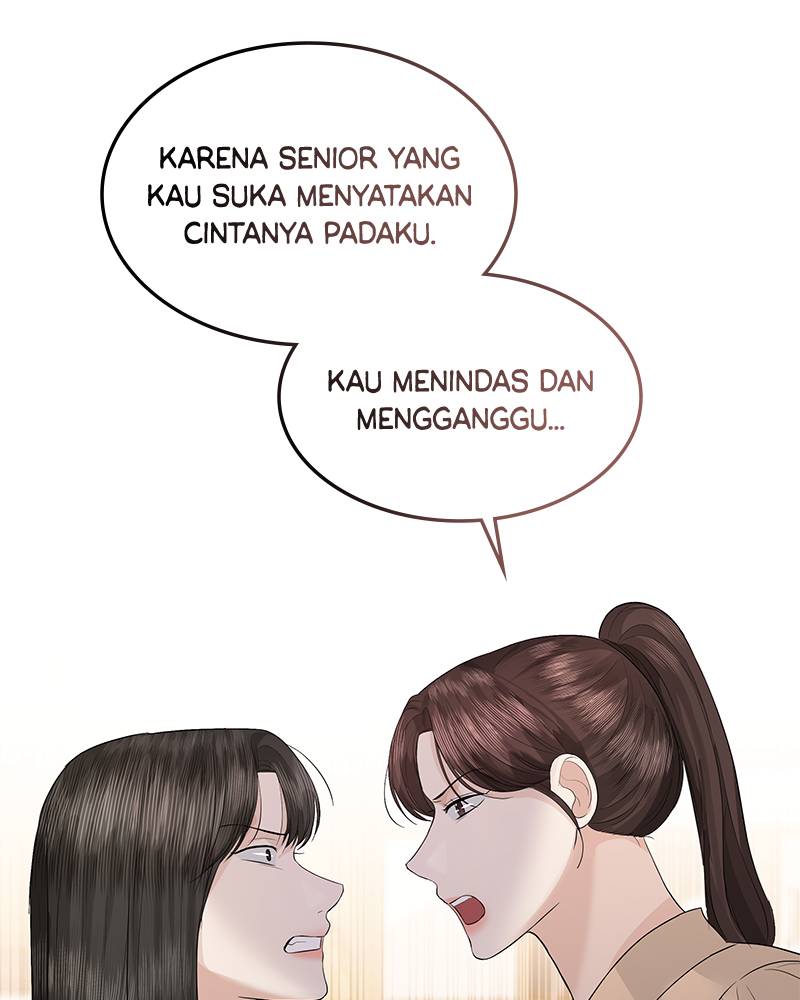 KARENA SENIOR YANG
KAU SUKA MENYATAKAN
CINTANYA PADAKU.
KAU MENINDAS DAN
MENGGANGGU...